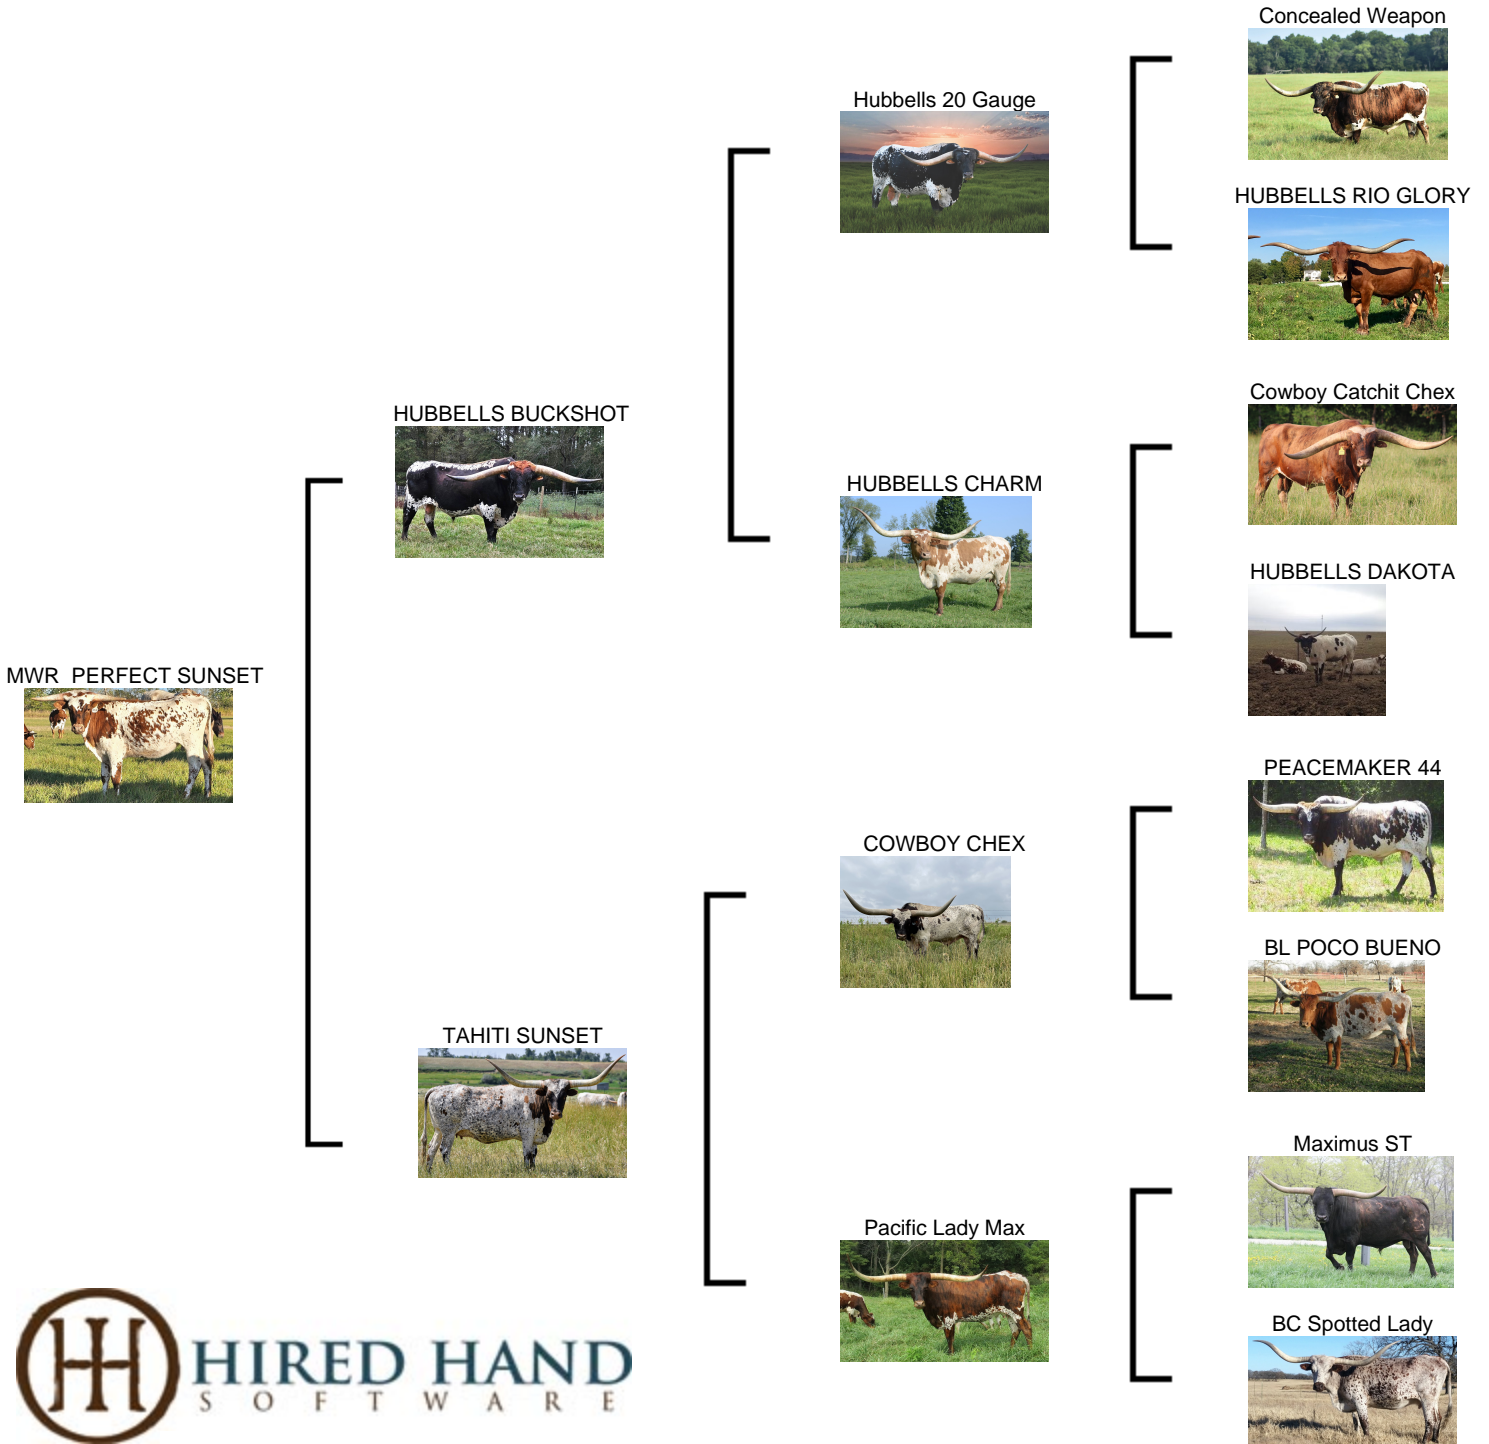 Concealed Weapon
Hubbells 20 Gauge
HUBBELLS RIO GLORY
Cowboy Catchit Chex
HUBBELLS BUCKSHOT
HUBBELLS CHARM
HUBBELLS DAKOTA
MWR  PERFECT SUNSET
PEACEMAKER 44
COWBOY CHEX
BL POCO BUENO
TAHITI SUNSET
Maximus ST
Pacific Lady Max
BC Spotted Lady
HIRED HAND
SOFTWARE